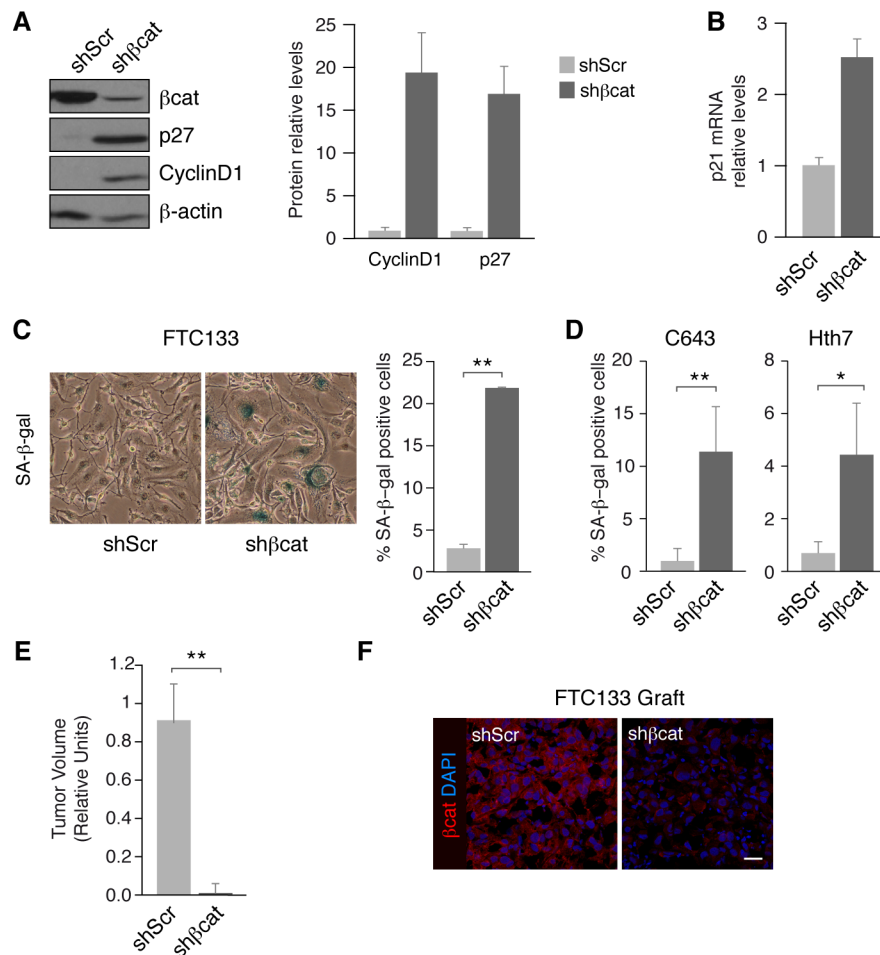 A
shScr
shβcat
βcat
p27
CyclinD1
β-actin
Protein relative levels
25
20
15
10
5
0
CyclinD1 p27
shScr
shβcat
B
p21 mRNA
relative levels
3
2
1
0
shScr
shβcat
C
FTC133
SA-β-gal
shScr
shβcat
% SA-β–gal positive cells
25
20
15
10
5
0
**
shScr
shβcat
D
C643
% SA-β–gal positive cells
20
15
10
5
0
**
shScr
shβcat
Hth7
8
6
4
2
0
*
shScr
shβcat
E
Tumor Volume
(Relative Units)
1.2
1
0.8
0.6
0.4
0.2
0.0
**
shScr
shβcat
F
FTC133 Graft
βcat DAPI
shScr
shβcat